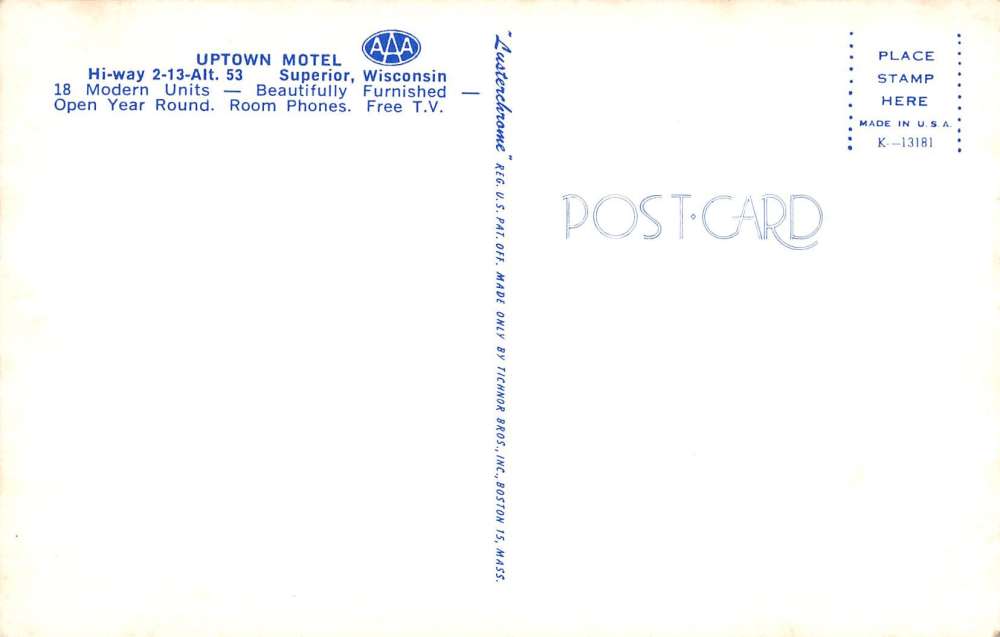 UPTOWN MOTEL AAA
Hi-way 2-13-Alt. 53 Superior, Wisconsin
18 Modern Units — Beautifully Furnished —
Open Year Round. Room Phones. Free T.V.
"Lusterchrome" REG. U.S. PAT. OFF. MADE ONLY BY TICHNOR BROS., INC., BOSTON 15, MASS.
PLACE
STAMP
HERE
MADE IN U.S.A.
K-13181
POST·CARD